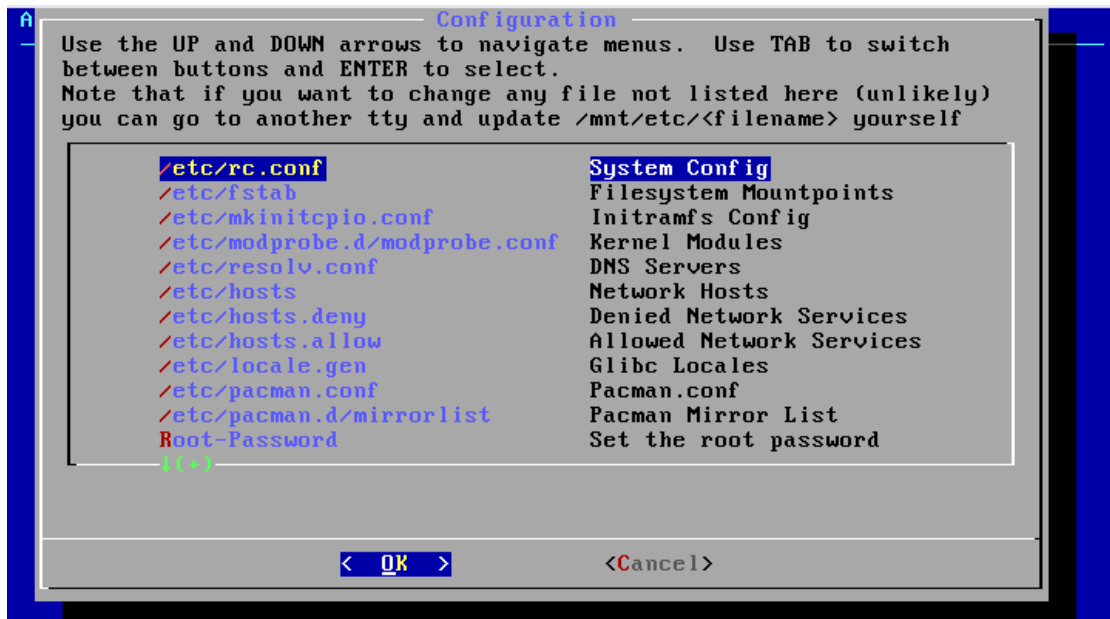 A
Configuration
Use the UP and DOWN arrows to navigate menus. Use TAB to switch
between buttons and ENTER to select.
Note that if you want to change any file not listed here (unlikely)
you can go to another tty and update /mnt/etc/<filename> yourself
/etc/rc.conf System Config
/etc/fstab Filesystem Mountpoints
/etc/mkinitcpio.conf Initramfs Config
/etc/modprobe.d/modprobe.conf Kernel Modules
/etc/resolv.conf DNS Servers
/etc/hosts Network Hosts
/etc/hosts.deny Denied Network Services
/etc/hosts.allow Allowed Network Services
/etc/locale.gen Glibc Locales
/etc/pacman.conf Pacman.conf
/etc/pacman.d/mirrorlist Pacman Mirror List
Root-Password Set the root password
↓(+)
< OK > <Cancel>